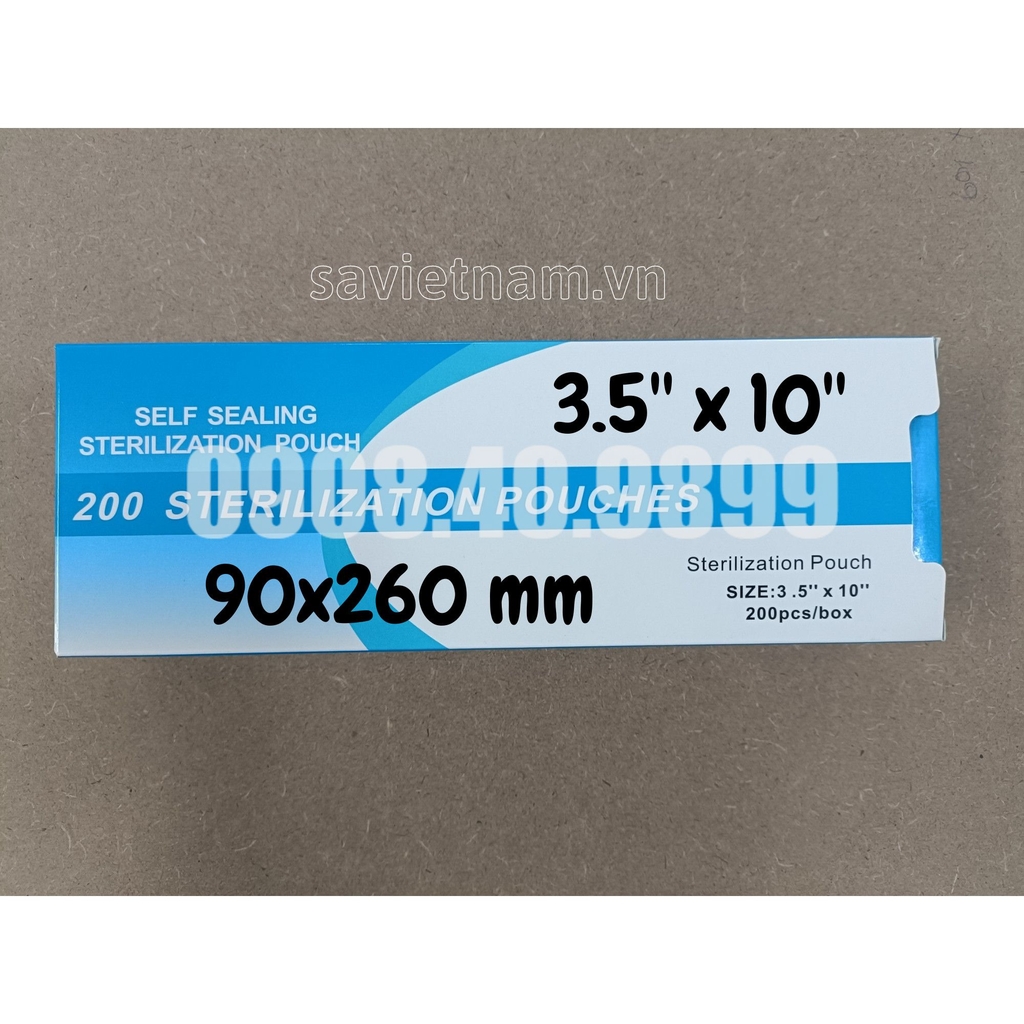 savietnam.vn
3.5" x 10"
SELF SEALING
STERILIZATION POUCH
0908.40.9899
200 STERILIZATION POUCHES
90x260 mm
Sterilization Pouch
SIZE:3 .5" x 10"
200pcs/box